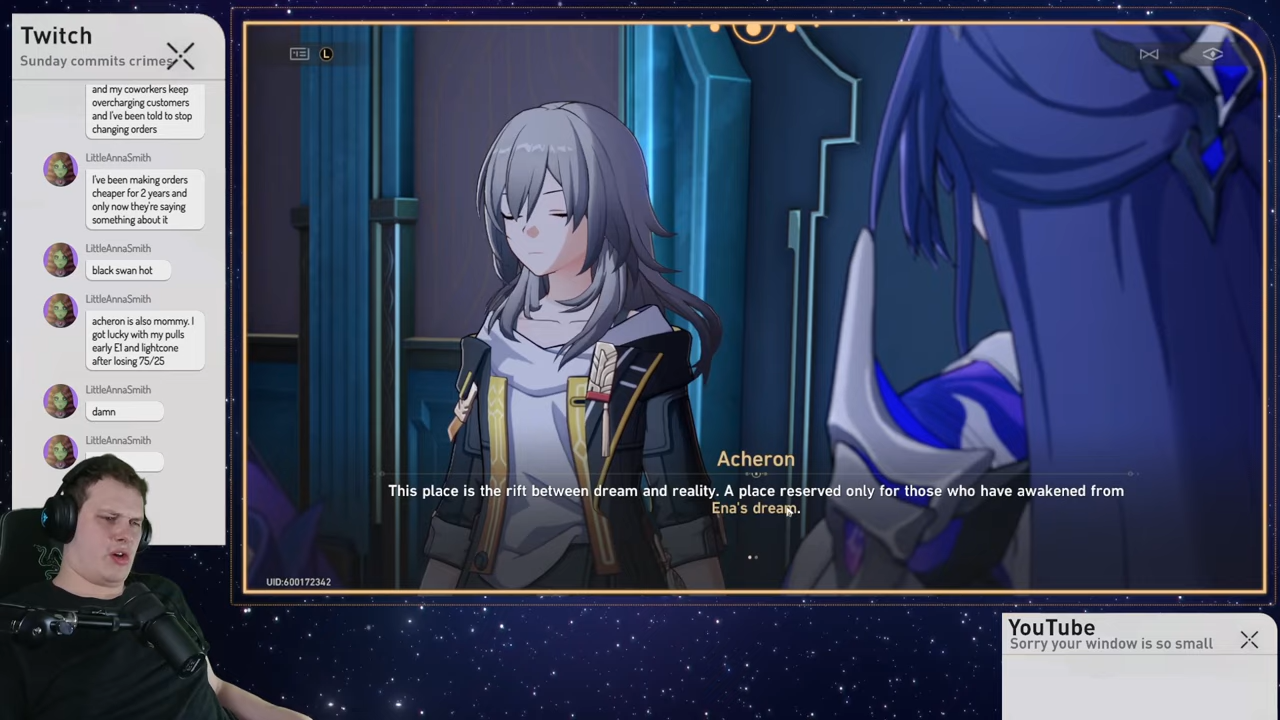 Twitch
Sunday commits crimes
and my coworkers keep
overcharging customers
and I've been told to stop
changing orders
LittleAnnaSmith
I've been making orders
cheaper for 2 years and
only now they're saying
something about it
LittleAnnaSmith
black swan hot
LittleAnnaSmith
acheron is also mommy. I
got lucky with my pulls
early E1 and lightcone
after losing 75/25
LittleAnnaSmith
damn
LittleAnnaSmith
L
Acheron
This place is the rift between dream and reality. A place reserved only for those who have awakened from
Ena's dream.
UID:600172342
YouTube
Sorry your window is so small